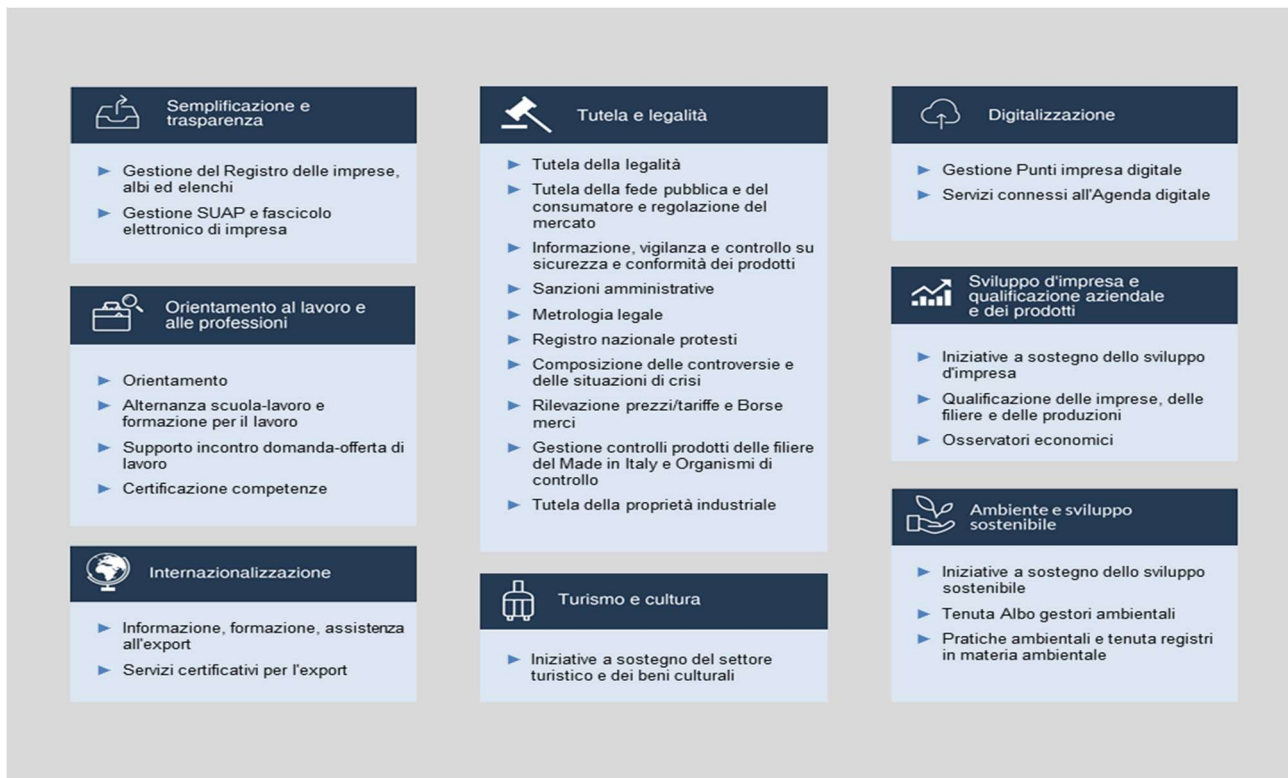 Semplificazione e
trasparenza
Gestione del Registro delle imprese,
albi ed elenchi
Gestione SUAP e fascicolo
elettronico di impresa
Orientamento al lavoro e
alle professioni
Orientamento
Alternanza scuola-lavoro e
formazione per il lavoro
Supporto incontro domanda-offerta di
lavoro
Certificazione competenze
Internazionalizzazione
Informazione, formazione, assistenza
all'export
Servizi certificativi per l'export
Tutela e legalità
Tutela della legalità
Tutela della fede pubblica e del
consumatore e regolazione del
mercato
Informazione, vigilanza e controllo su
sicurezza e conformità dei prodotti
Sanzioni amministrative
Metrologia legale
Registro nazionale protesti
Composizione delle controversie e
delle situazioni di crisi
Rilevazione prezzi/tariffe e Borse
merci
Gestione controlli prodotti delle filiere
del Made in Italy e Organismi di
controllo
Tutela della proprietà industriale
Turismo e cultura
Iniziative a sostegno del settore
turistico e dei beni culturali
Digitalizzazione
Gestione Punti impresa digitale
Servizi connessi all'Agenda digitale
Sviluppo d'impresa e
qualificazione aziendale
e dei prodotti
Iniziative a sostegno dello sviluppo
d'impresa
Qualificazione delle imprese, delle
filiere e delle produzioni
Osservatori economici
Ambiente e sviluppo
sostenibile
Iniziative a sostegno dello sviluppo
sostenibile
Tenuta Albo gestori ambientali
Pratiche ambientali e tenuta registri
in materia ambientale